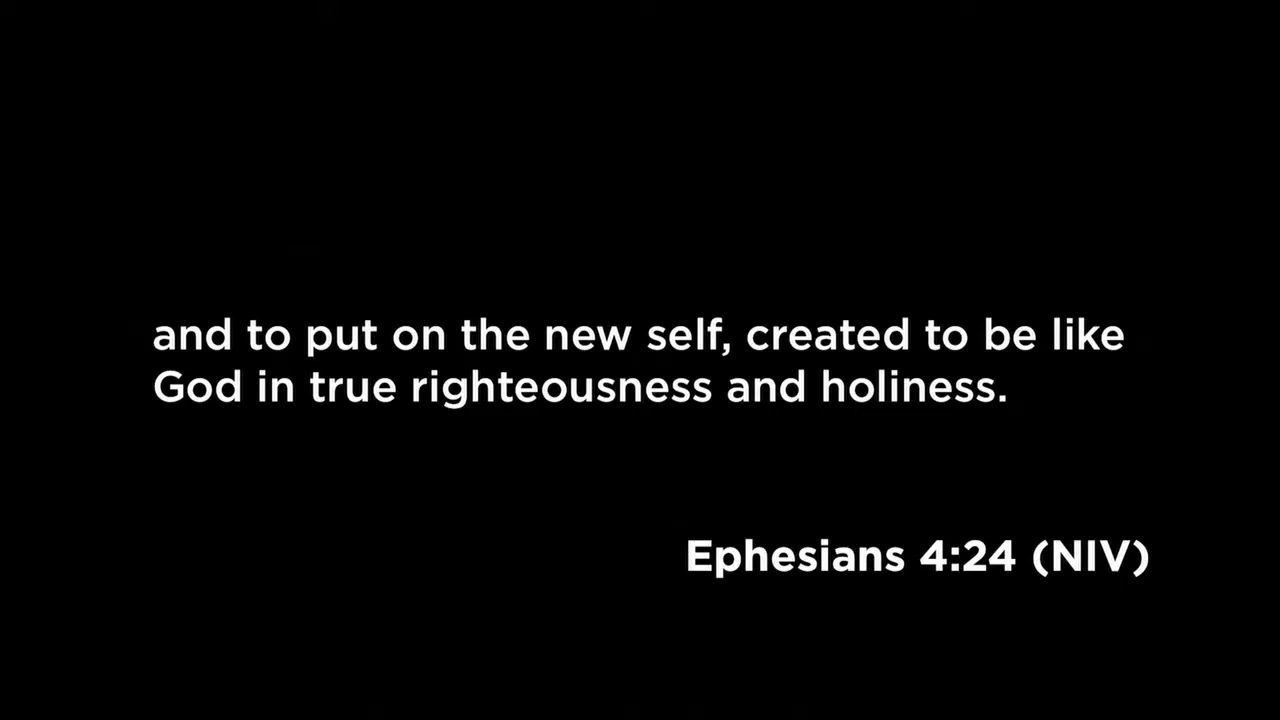 and to put on the new self, created to be like
God in true righteousness and holiness.
Ephesians 4:24 (NIV)